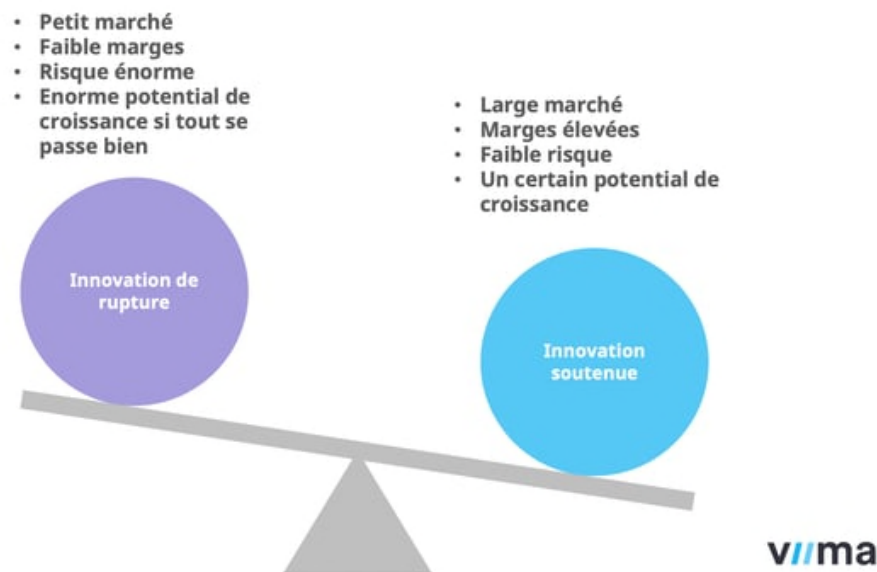 • Petit marché
• Faible marges
• Risque énorme
• Enorme potential de
croissance si tout se
passe bien
• Large marché
• Marges élevées
• Faible risque
• Un certain potential de
croissance
Innovation de
rupture
Innovation
soutenue
viima